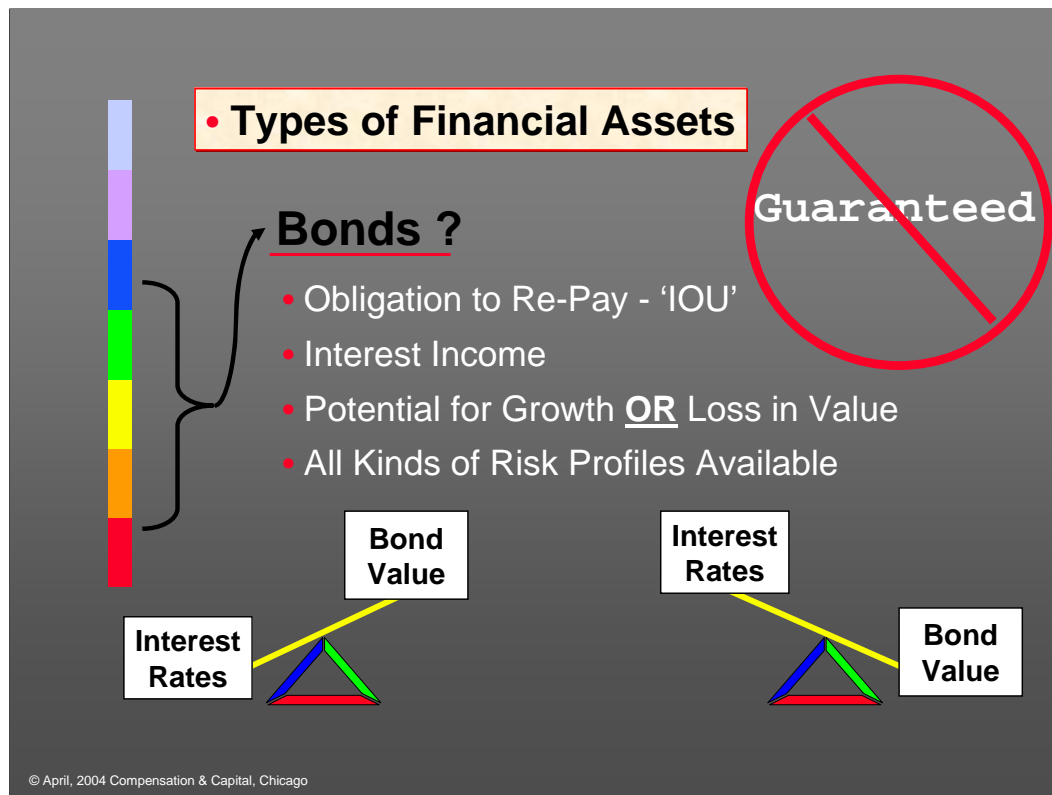 • Types of Financial Assets
Guaranteed
Bonds ?
• Obligation to Re-Pay - ‘IOU’
• Interest Income
• Potential for Growth OR Loss in Value
• All Kinds of Risk Profiles Available
Bond
Value
Interest
Rates
Interest
Rates
Bond
Value
© April, 2004 Compensation & Capital, Chicago